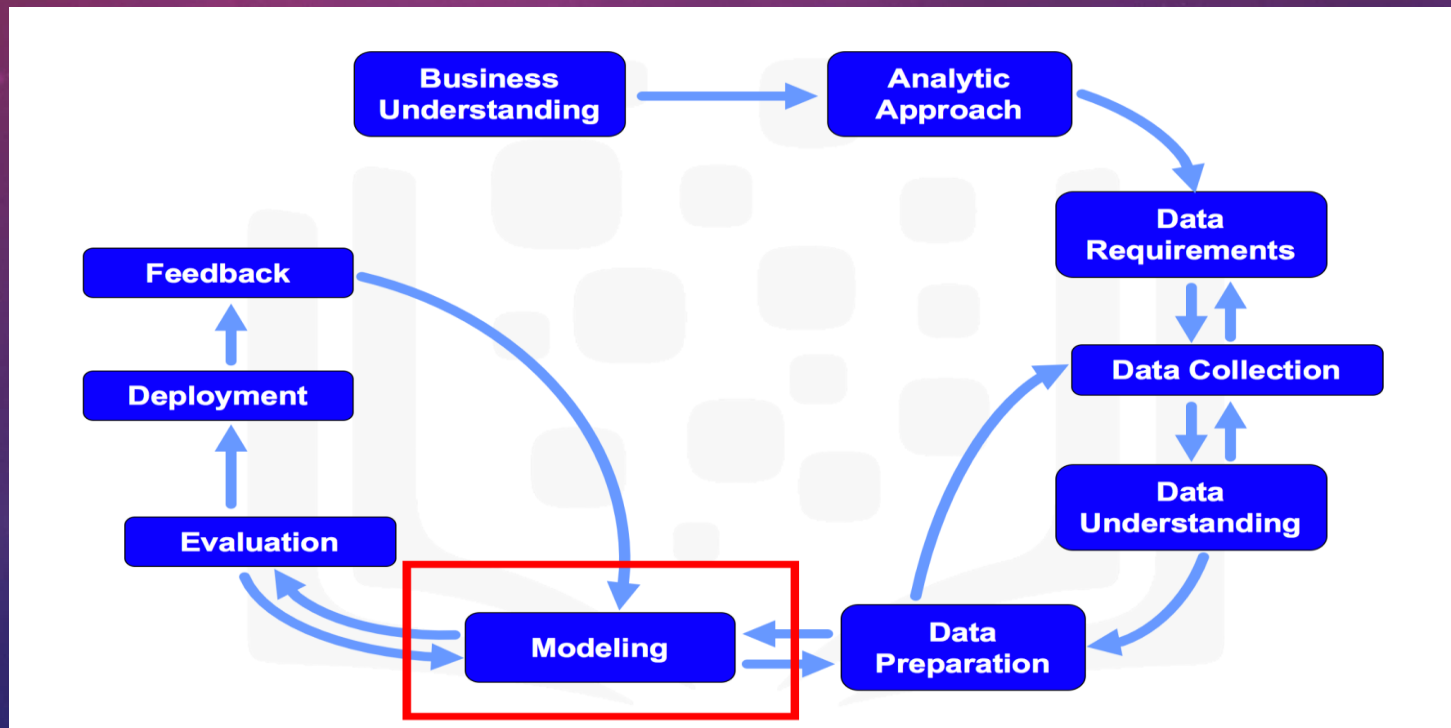 Business
Understanding
Analytic
Approach
Data
Requirements
Data Collection
Data
Understanding
Data
Preparation
Modeling
Evaluation
Deployment
Feedback